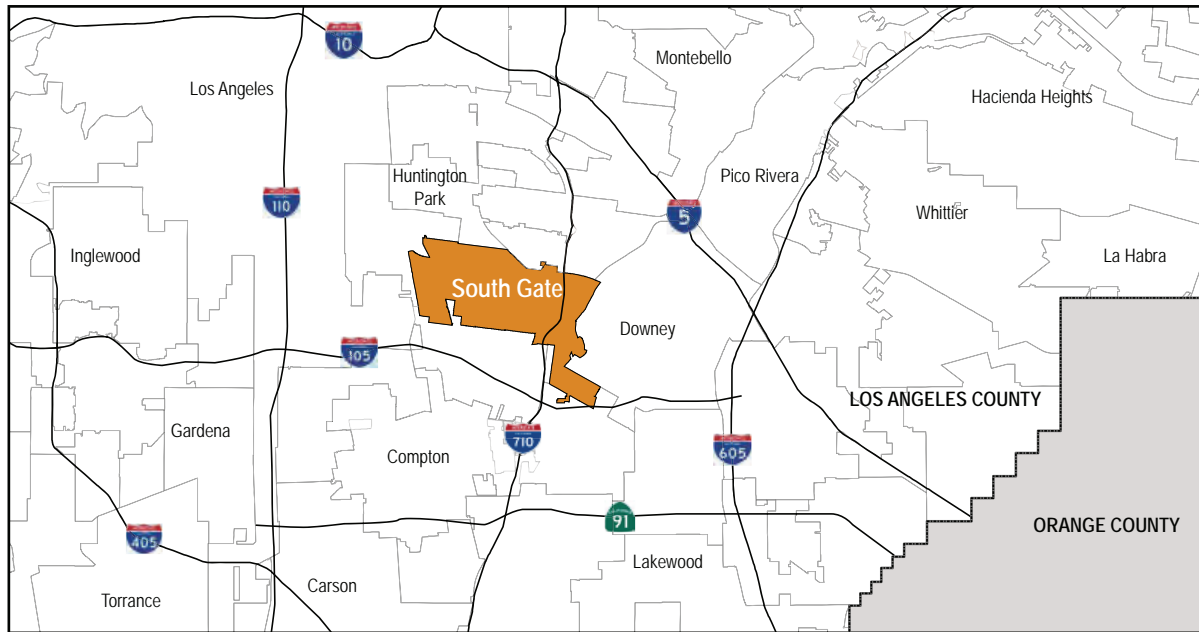 Montebello
10
Los Angeles
Hacienda Heights
Huntington
Park
Pico Rivera
110
5
Whittier
Inglewood
La Habra
South Gate
Downey
105
LOS ANGELES COUNTY
Gardena
710
605
Compton
91
ORANGE COUNTY
405
Lakewood
Carson
Torrance